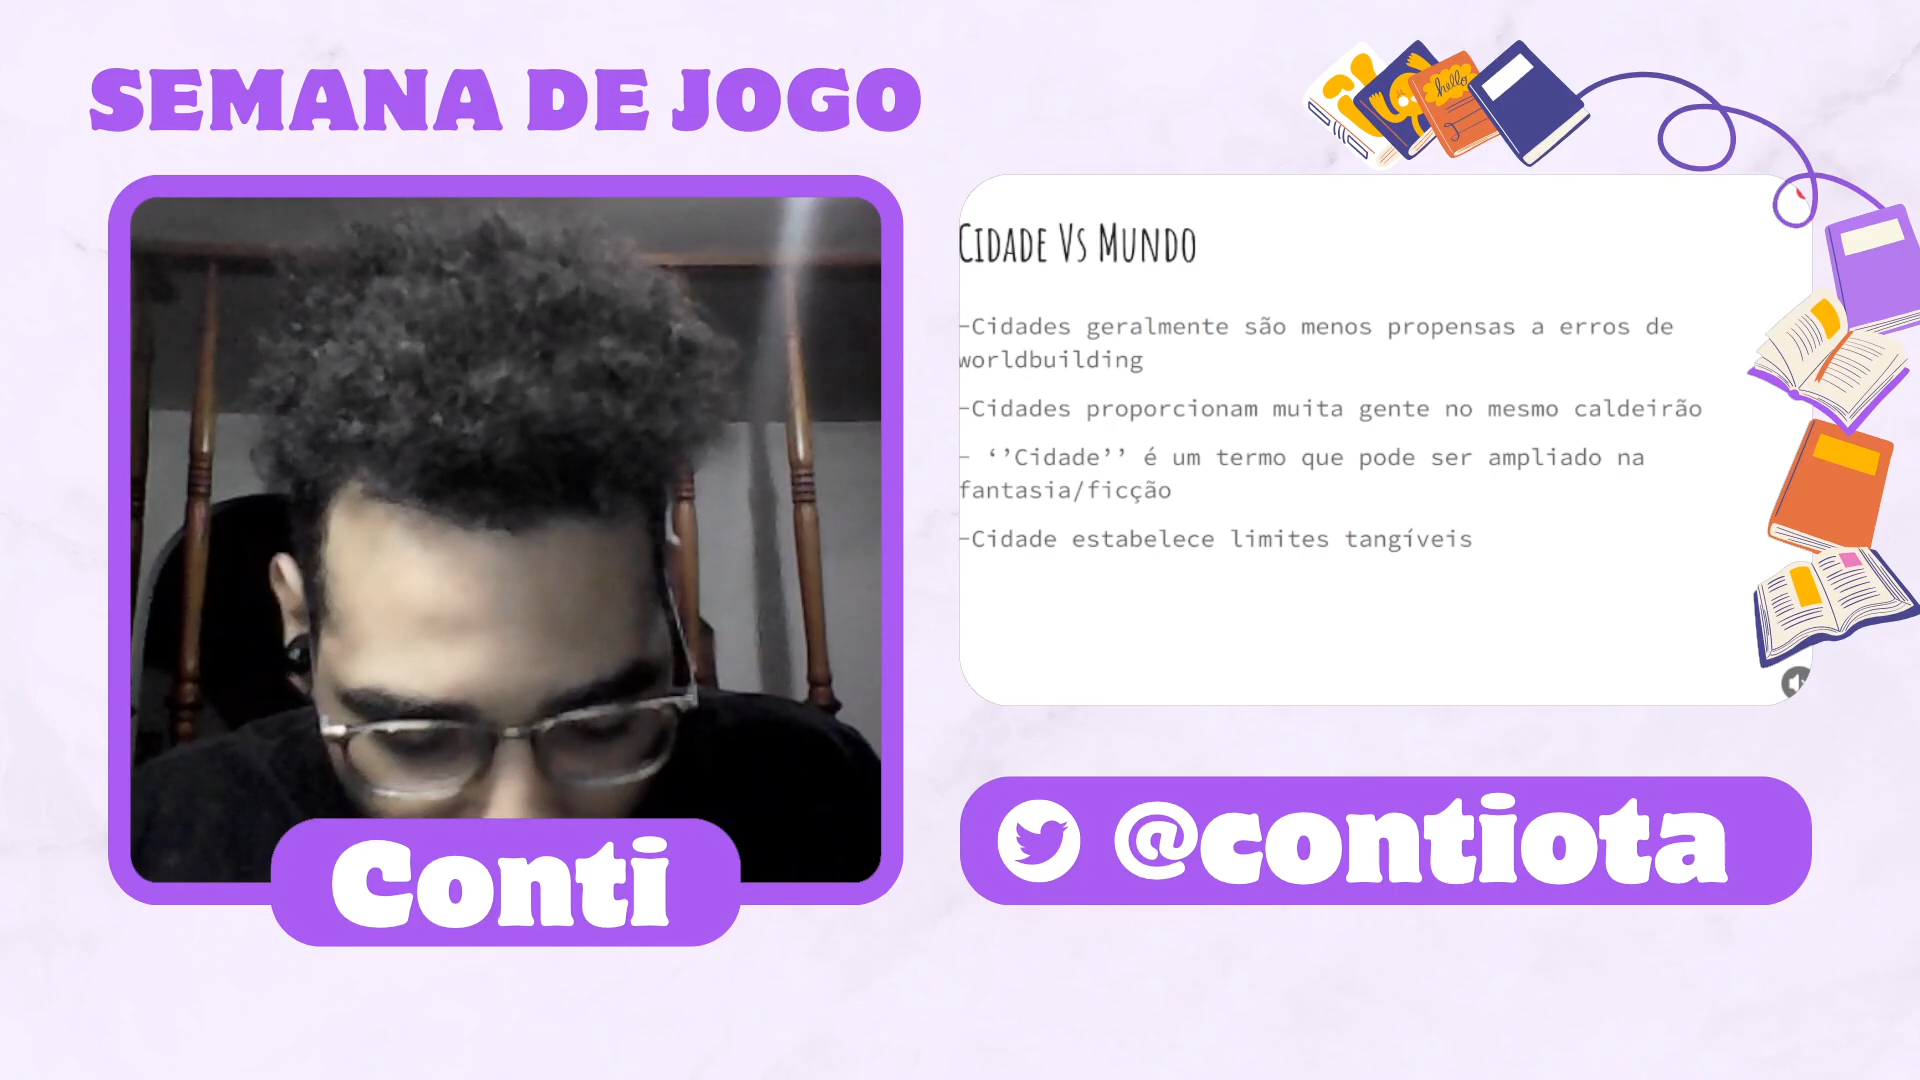 SEMANA DE JOGO
hello
Cidade Vs Mundo
-Cidades geralmente são menos propensas a erros de
worldbuilding
-Cidades proporcionam muita gente no mesmo caldeirão
- ‘’Cidade’’ é um termo que pode ser ampliado na
fantasia/ficção
-Cidade estabelece limites tangíveis
Conti
@contiota